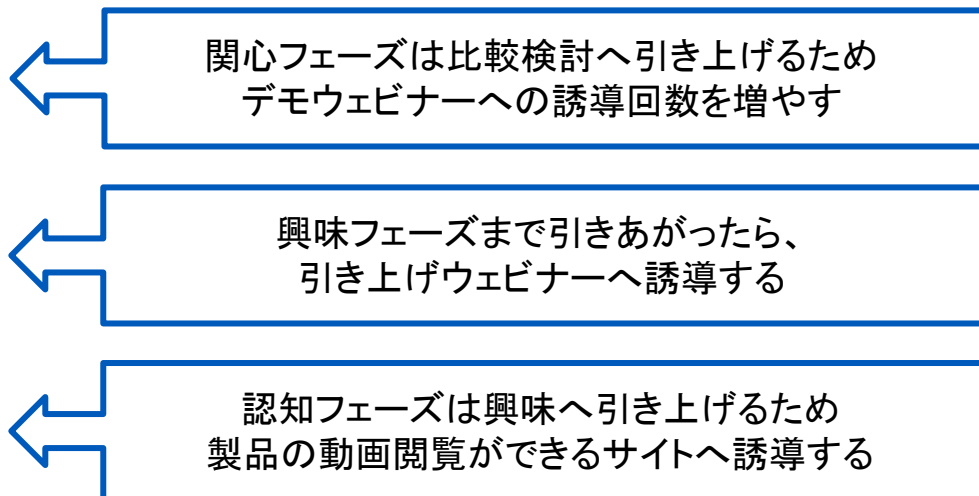 関心フェーズは比較検討へ引き上げるため
デモウェビナーへの誘導回数を増やす
興味フェーズまで引きあがったら、
引き上げウェビナーへ誘導する
認知フェーズは興味へ引き上げるため
製品の動画閲覧ができるサイトへ誘導する